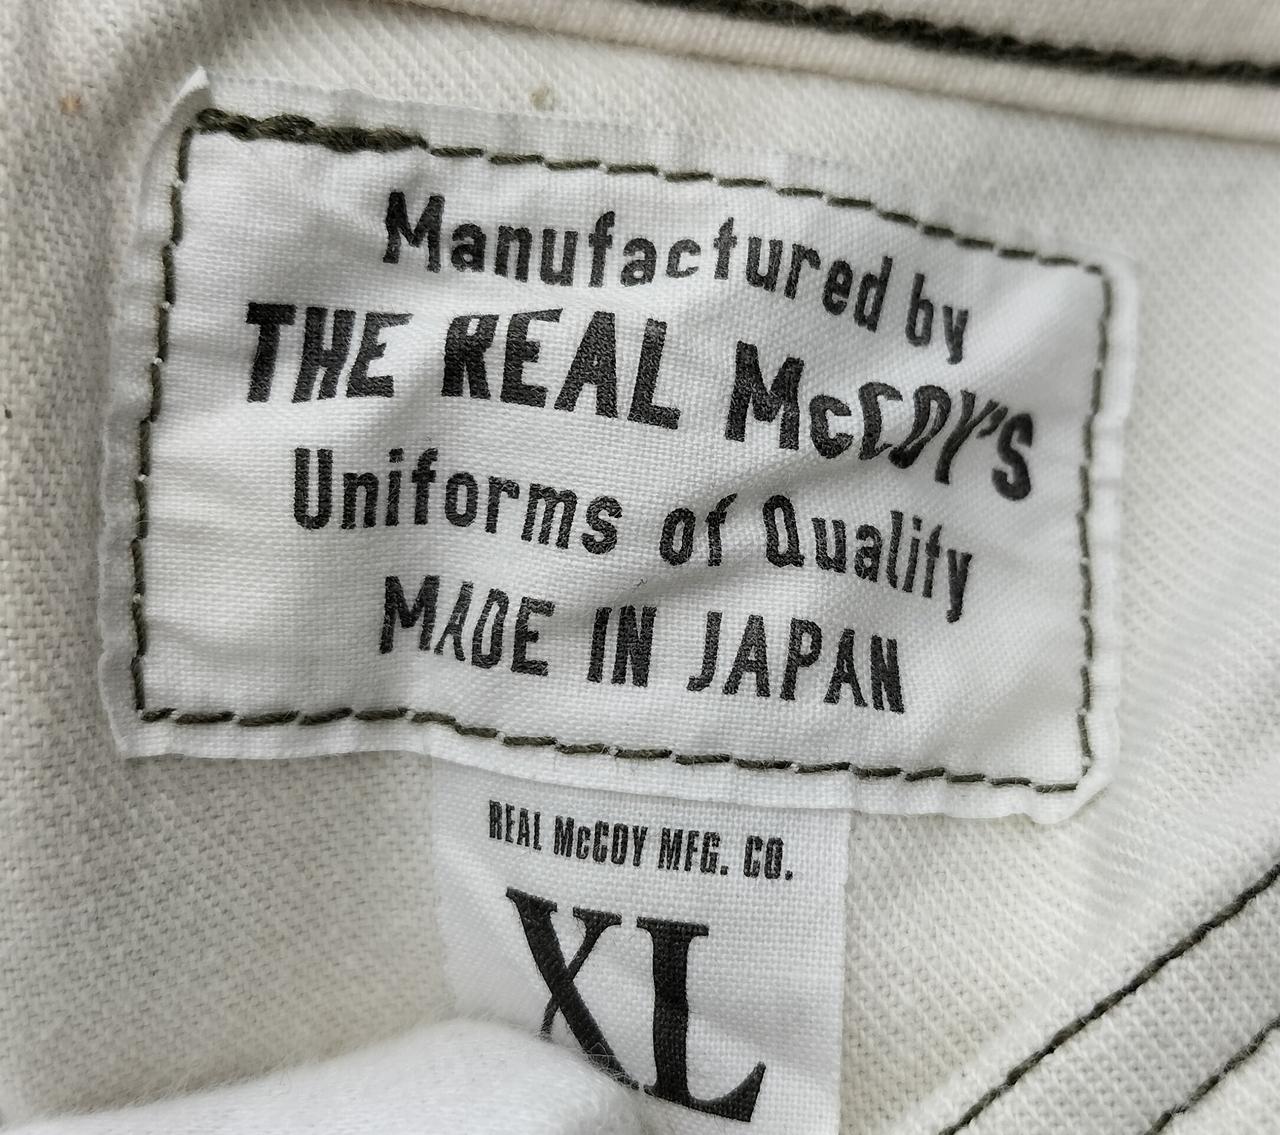 Manufactured by
THE REAL McCOY'S
Uniforms of Quality
MADE IN JAPAN
REAL McCOY MFG. CO.
XL